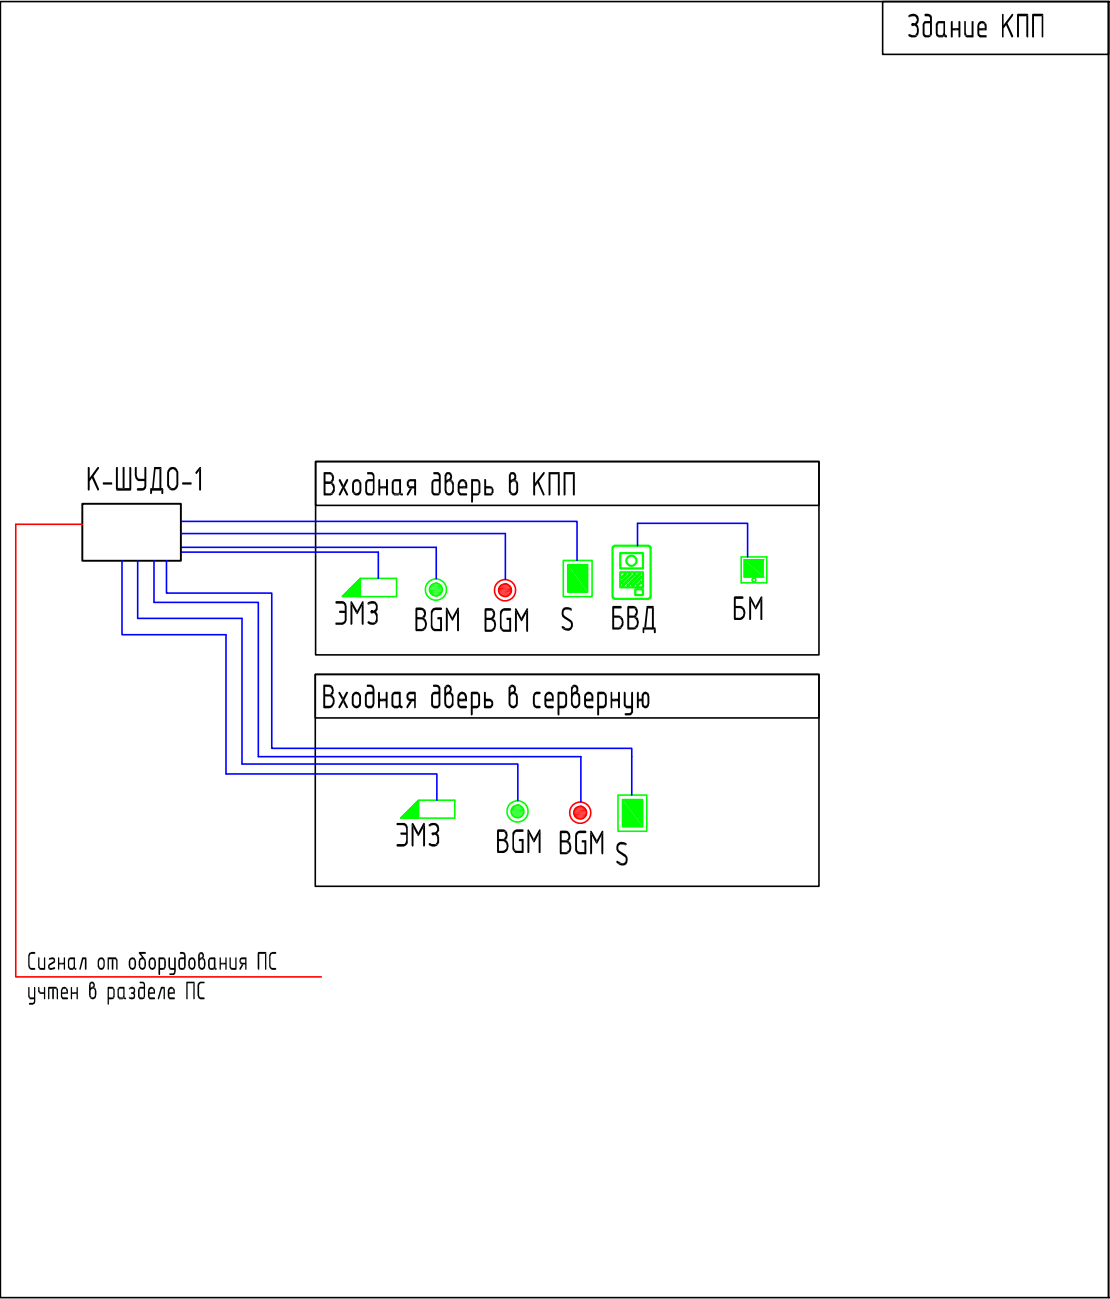 Здание КПП
К-ШУДО-1
Входная дверь в КПП
ЭМЗ
BGM
BGM
S
БВД
БМ
Входная дверь в серверную
ЭМЗ
BGM
BGM
S
Сигнал от оборудования ПС
учтен в разделе ПС